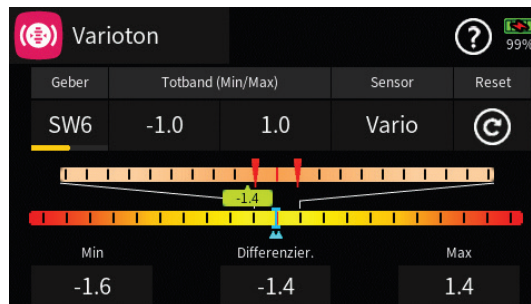 Varioton
99%
Geber Totband (Min/Max) Sensor Reset
SW6 -1.0 1.0 Vario
-1.4
Min Differenzier. Max
-1.6 -1.4 1.4